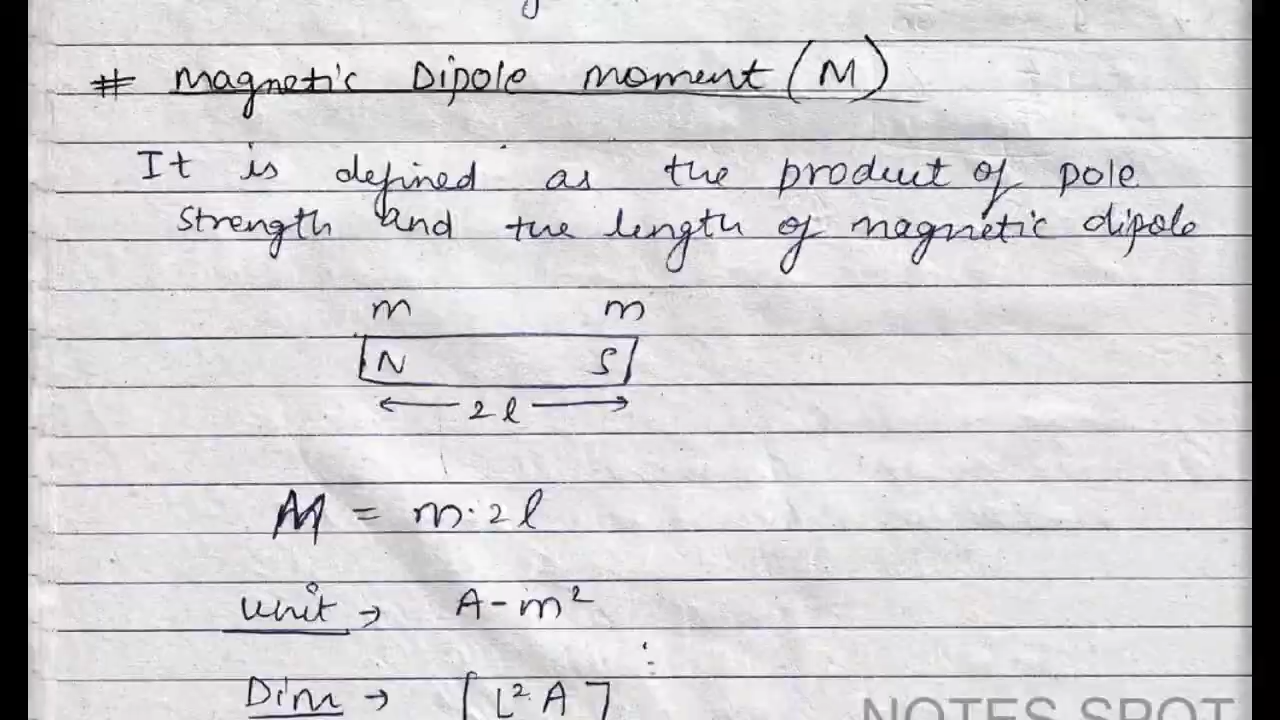 # Magnetic Dipole moment (M)
It is defined as the product of pole
strength and the length of magnetic dipole
m m
N S
2l
M = m.2l
unit → A-m²
Dim → [L² A]
NOTES SPOT